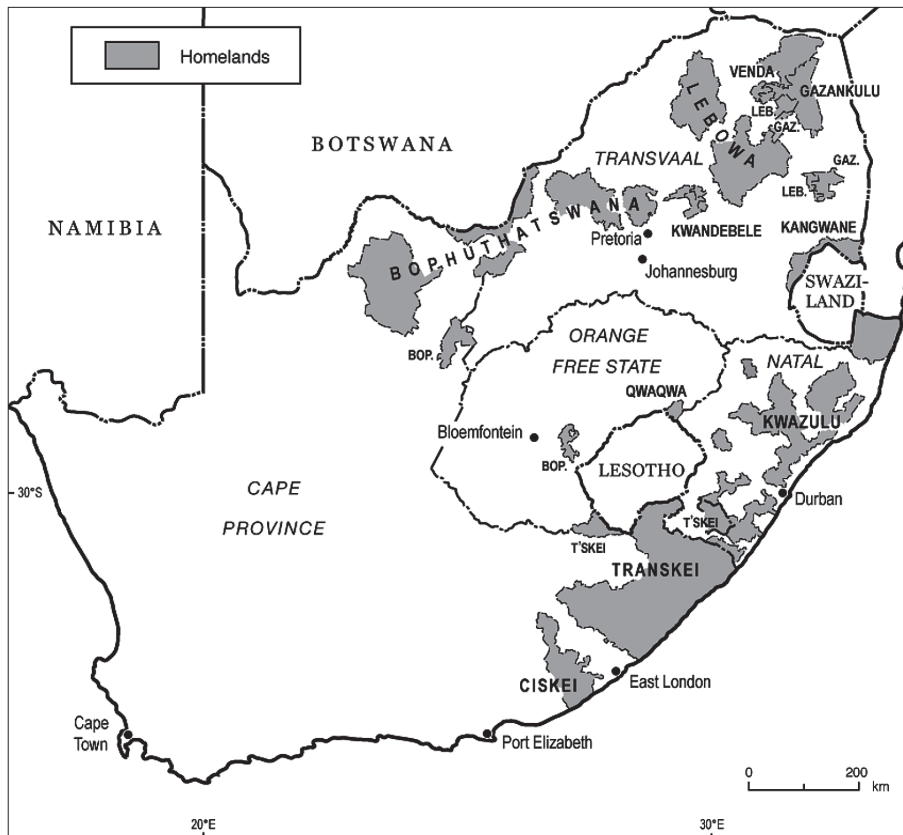 Homelands
VENDA
GAZANKULU
LEBOWA
LEB.
GAZ.
BOTSWANA
TRANSVAAL
GAZ.
LEB.
NAMIBIA
BOPHUTHATSWANA
KWANDEBELE
KANGWANE
Pretoria
Johannesburg
SWAZI-
LAND
ORANGE
FREE STATE
NATAL
BOP.
QWAQWA
KWAZULU
Bloemfontein
BOP.
LESOTHO
30°S
CAPE
PROVINCE
Durban
T'SKEI
T'SKEI
TRANSKEI
CISKEI
East London
Cape
Town
Port Elizabeth
0 200
km
20°E 30°E